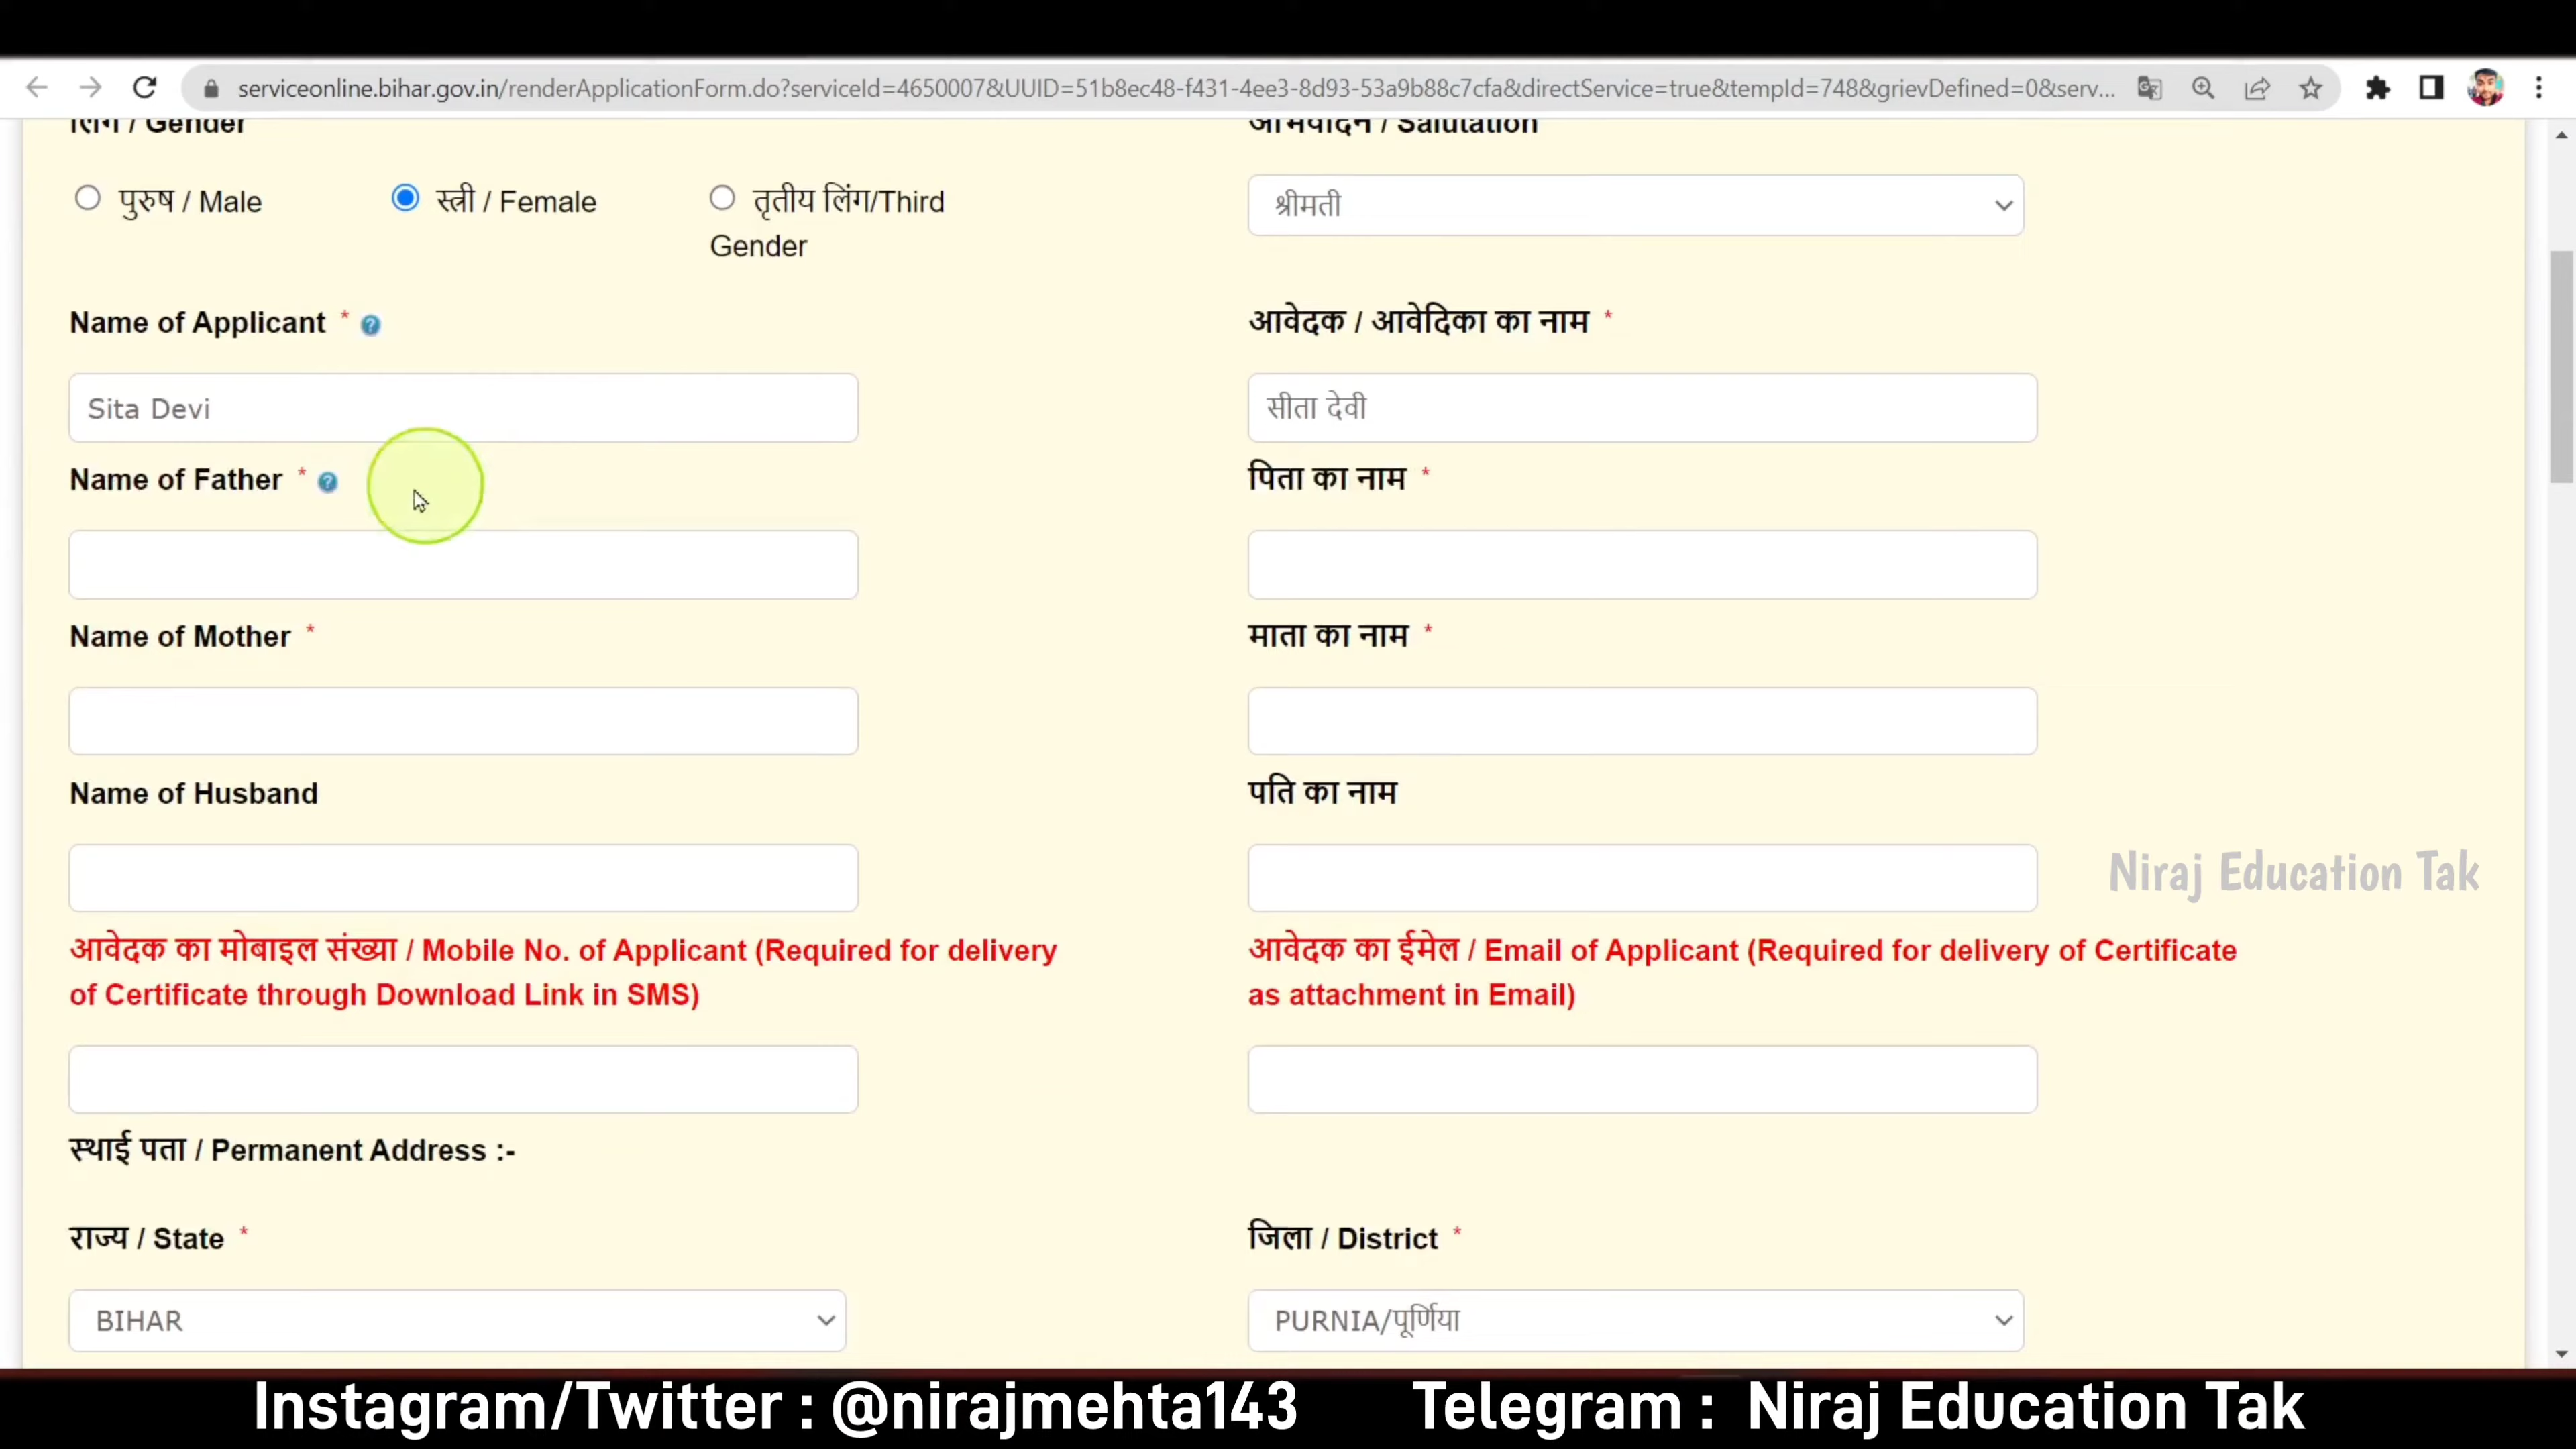 serviceonline.bihar.gov.in/renderApplicationForm.do?serviceId=4650007&UUID=51b8ec48-f431-4ee3-8d93-53a9b88c7cfa&directService=true&tempId=748&grievDefined=0&serv...
लिंग / Gender
अभिवादन / Salutation
पुरुष / Male
स्त्री / Female
तृतीय लिंग/Third
Gender
श्रीमती
Name of Applicant * ?
आवेदक / आवेदिका का नाम *
Sita Devi
सीता देवी
Name of Father * ?
पिता का नाम *
Name of Mother *
माता का नाम *
Name of Husband
पति का नाम
Niraj Education Tak
आवेदक का मोबाइल संख्या / Mobile No. of Applicant (Required for delivery
of Certificate through Download Link in SMS)
आवेदक का ईमेल / Email of Applicant (Required for delivery of Certificate
as attachment in Email)
स्थाई पता / Permanent Address :-
राज्य / State *
जिला / District *
BIHAR
PURNIA/पूर्णिया
Instagram/Twitter : @nirajmehta143 Telegram : Niraj Education Tak